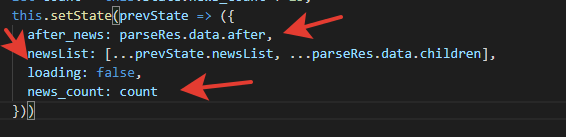 this.setState(prevState => ({
after_news: parseRes.data.after,
newsList: [...prevState.newsList, ...parseRes.data.children],
loading: false,
news_count: count
}))